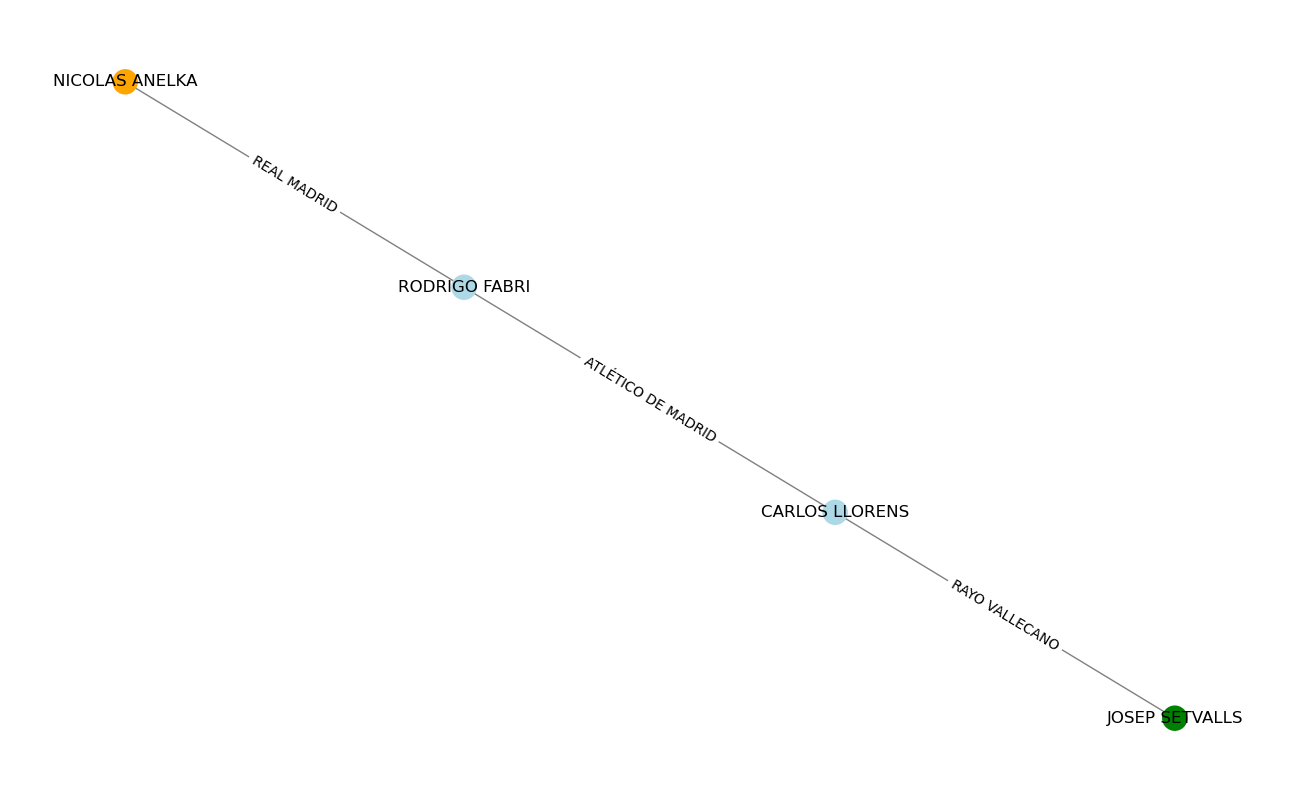 NICOLAS ANELKA
REAL MADRID
RODRIGO FABRI
ATLÉTICO DE MADRID
CARLOS LLORENS
RAYO VALLECANO
JOSEP SETVALLS